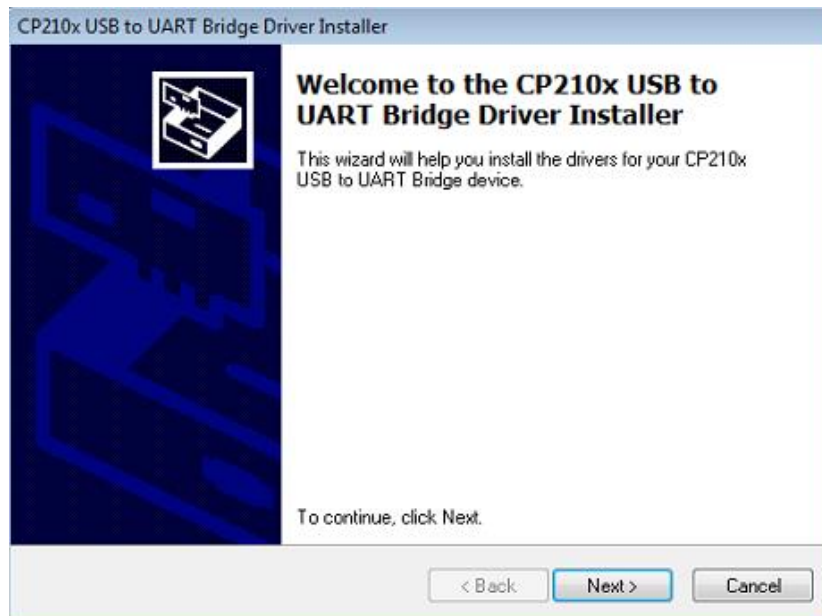 CP210x USB to UART Bridge Driver Installer
Welcome to the CP210x USB to
UART Bridge Driver Installer
This wizard will help you install the drivers for your CP210x
USB to UART Bridge device.
To continue, click Next.
< Back
Next >
Cancel